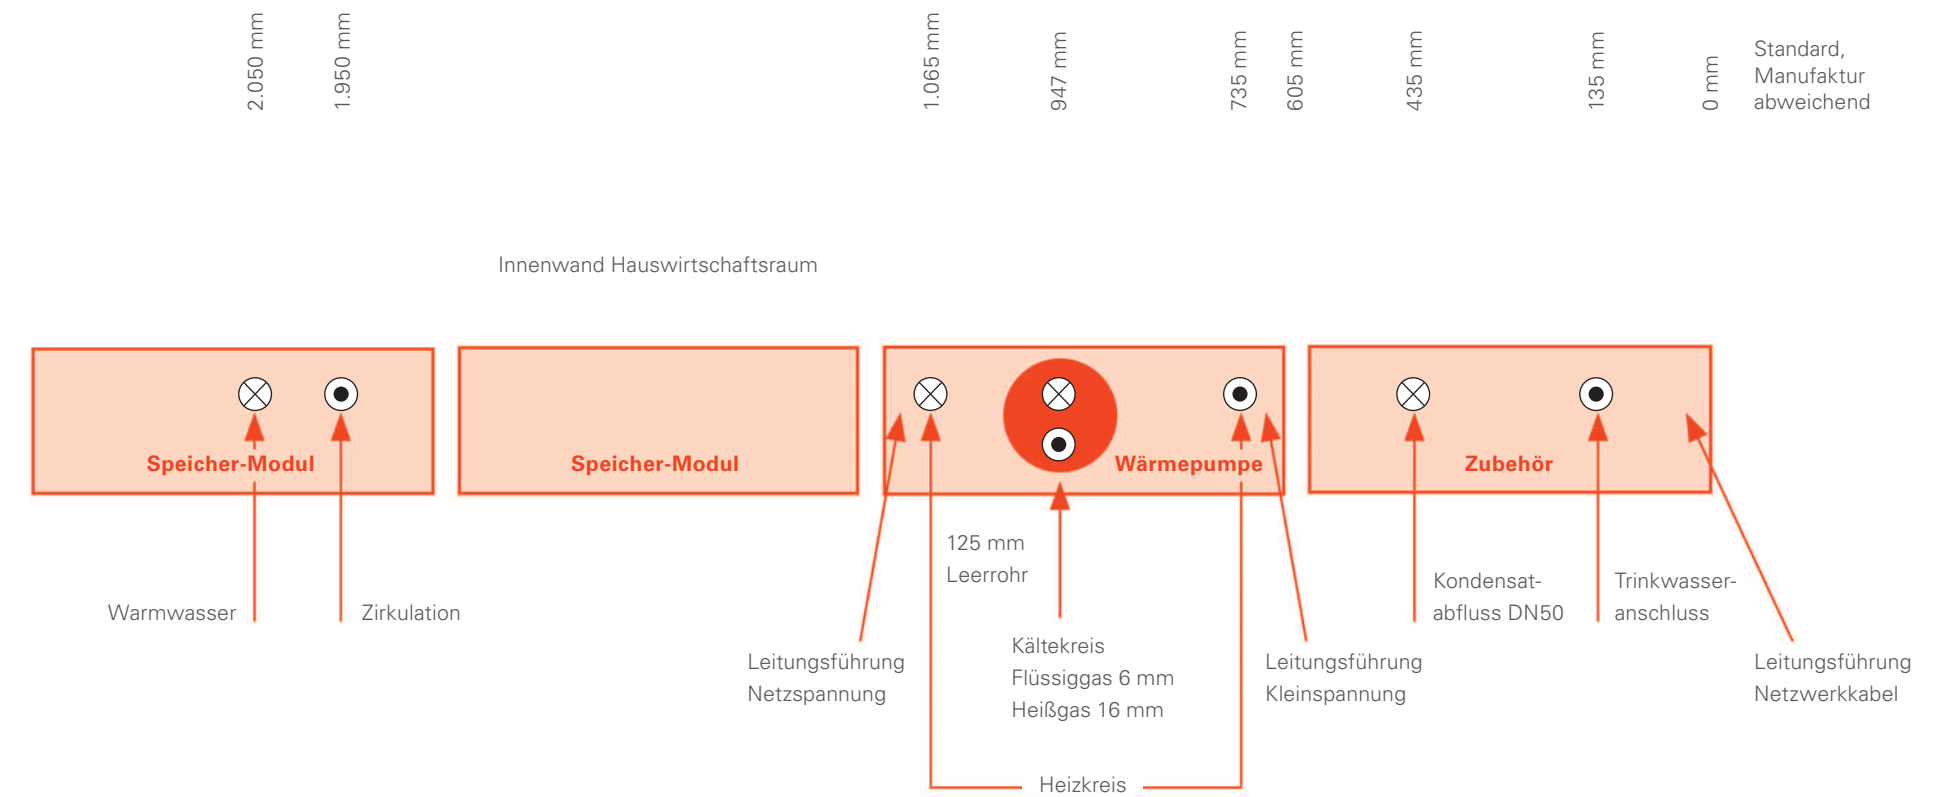 2.050 mm
1.950 mm
1.065 mm
947 mm
735 mm
605 mm
435 mm
135 mm
0 mm
Standard,
Manufaktur
abweichend
Innenwand Hauswirtschaftsraum
Speicher-Modul
Speicher-Modul
Wärmepumpe
Zubehör
125 mm
Leerrohr
Warmwasser
Zirkulation
Kondensat-
abfluss DN50
Trinkwasser-
anschluss
Leitungsführung
Netzspannung
Kältekreis
Flüssiggas 6 mm
Heißgas 16 mm
Leitungsführung
Kleinspannung
Leitungsführung
Netzwerkkabel
Heizkreis